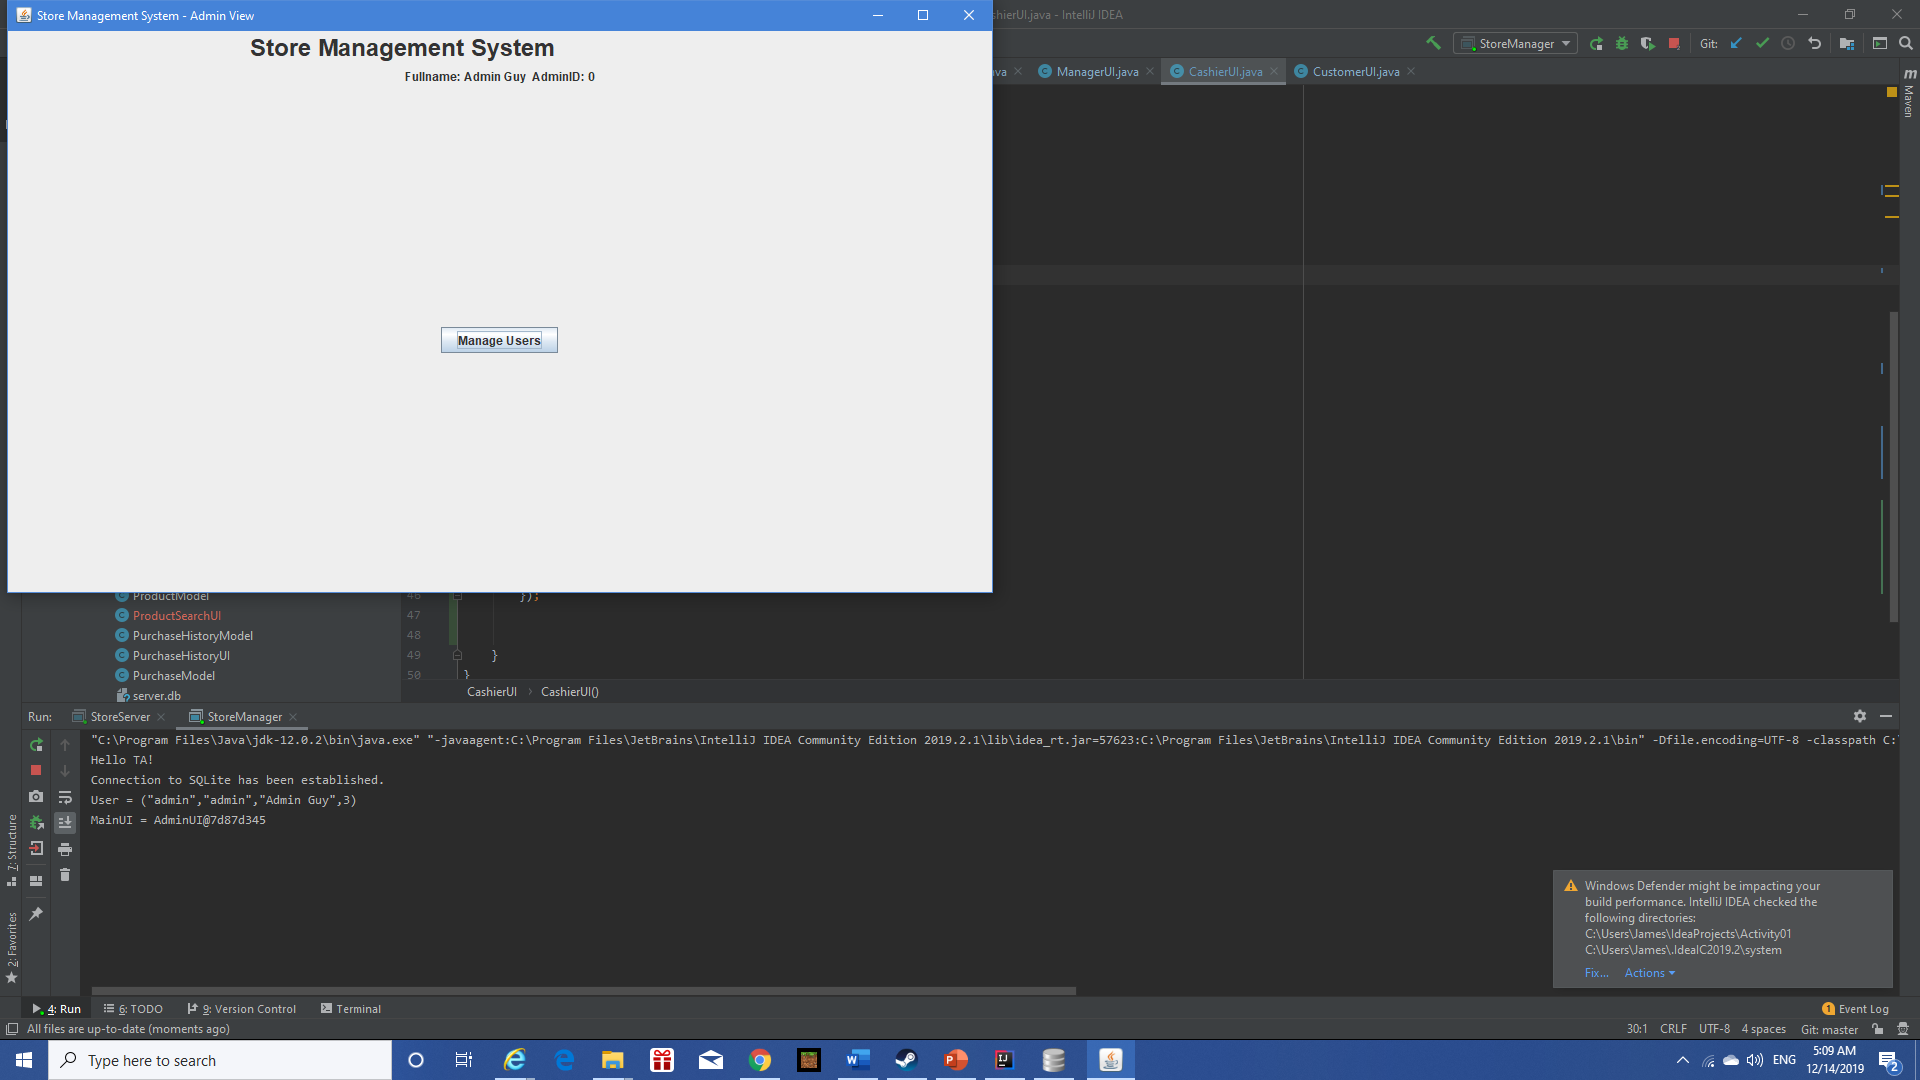 Store Management System - Admin View
shierUI.java - IntelliJ IDEA
Store Management System
Fullname: Admin Guy AdminID: 0
StoreManager
Git:
va
ManagerUI.java
CashierUI.java
CustomerUI.java
Maven
Manage Users
ProductModel
ProductSearchUI
PurchaseHistoryModel
PurchaseHistoryUI
PurchaseModel
server.db
46 });
47
48
49 }
50 }
CashierUI › CashierUI()
Run: StoreServer StoreManager
"C:\Program Files\Java\jdk-12.0.2\bin\java.exe" "-javaagent:C:\Program Files\JetBrains\IntelliJ IDEA Community Edition 2019.2.1\lib\idea_rt.jar=57623:C:\Program Files\JetBrains\IntelliJ IDEA Community Edition 2019.2.1\bin" -Dfile.encoding=UTF-8 -classpath C:
Hello TA!
Connection to SQLite has been established.
User = ("admin","admin","Admin Guy",3)
MainUI = AdminUI@7d87d345
7: Structure
2: Favorites
Windows Defender might be impacting your
build performance. IntelliJ IDEA checked the
following directories:
C:\Users\James\IdeaProjects\Activity01
C:\Users\James\.IdeaIC2019.2\system
Fix... Actions
4: Run 6: TODO 9: Version Control Terminal
1 Event Log
All files are up-to-date (moments ago)
30:1 CRLF UTF-8 4 spaces Git: master
Type here to search
ENG
5:09 AM
12/14/2019
2